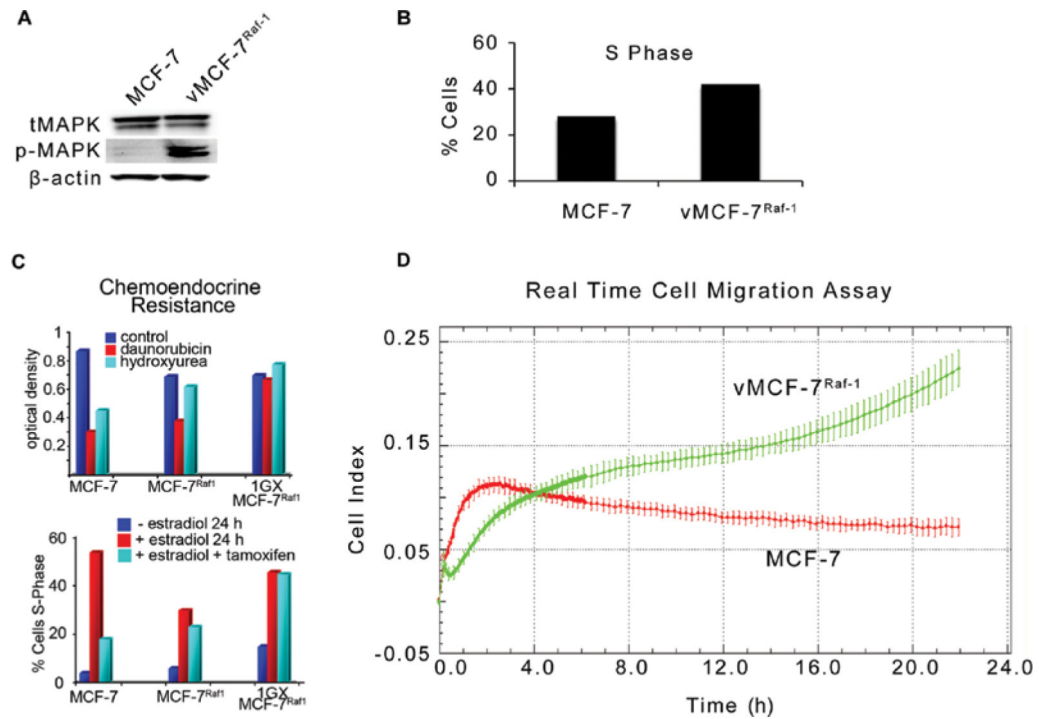 A
MCF-7
vMCF-7Raf-1
tMAPK
p-MAPK
β-actin
B
S Phase
% Cells
60
40
20
0
MCF-7
vMCF-7Raf-1
C
Chemoendocrine
Resistance
control
daunorubicin
hydroxyurea
optical density
1
0.8
0.6
0.4
0.2
MCF-7
MCF-7Raf1
1GX
MCF-7Raf1
- estradiol 24 h
+ estradiol 24 h
+ estradiol + tamoxifen
% Cells S-Phase
60
40
20
0
MCF-7
MCF-7Raf1
1GX
MCF-7Raf1
D
Real Time Cell Migration Assay
Cell Index
0.25
0.15
0.05
-0.05
vMCF-7Raf-1
MCF-7
0.0
4.0
8.0
12.0
16.0
20.0
24.0
Time (h)